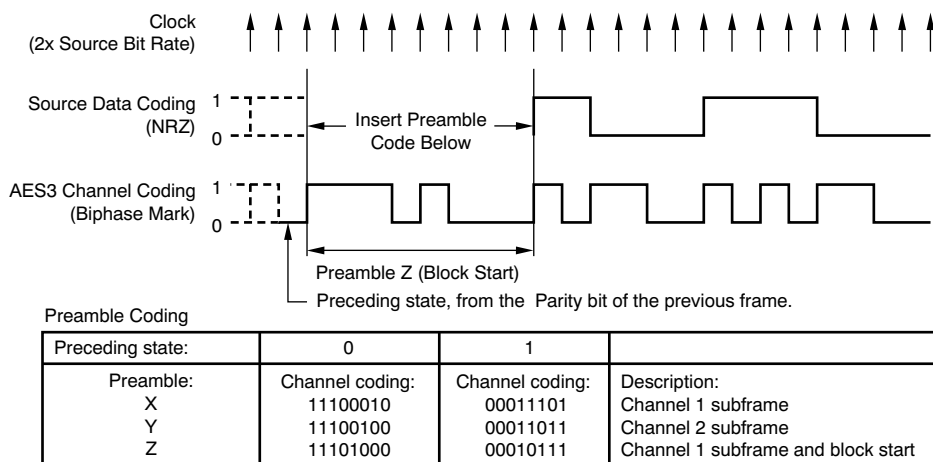 Clock
(2x Source Bit Rate)
Source Data Coding
(NRZ)
1
0
Insert Preamble
Code Below
AES3 Channel Coding
(Biphase Mark)
1
0
Preamble Z (Block Start)
Preceding state, from the Parity bit of the previous frame.
Preamble Coding
Preceding state: 0 1
Preamble: Channel coding: Channel coding: Description:
X 11100010 00011101 Channel 1 subframe
Y 11100100 00011011 Channel 2 subframe
Z 11101000 00010111 Channel 1 subframe and block start